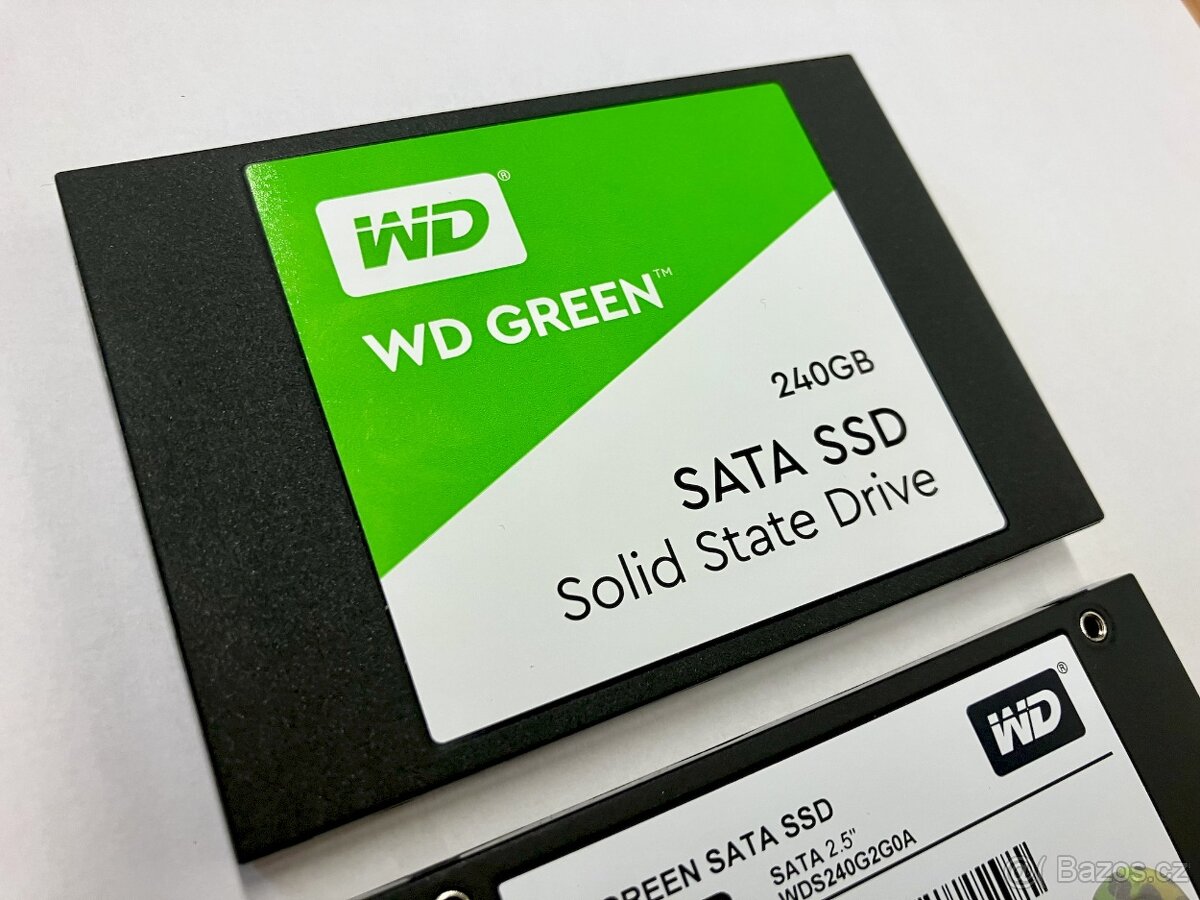 WD®
WD GREEN™
240GB
SATA SSD
Solid State Drive
WD®
GREEN SATA SSD
SATA 2.5"
WDS240G2G0A
Bazos.cz